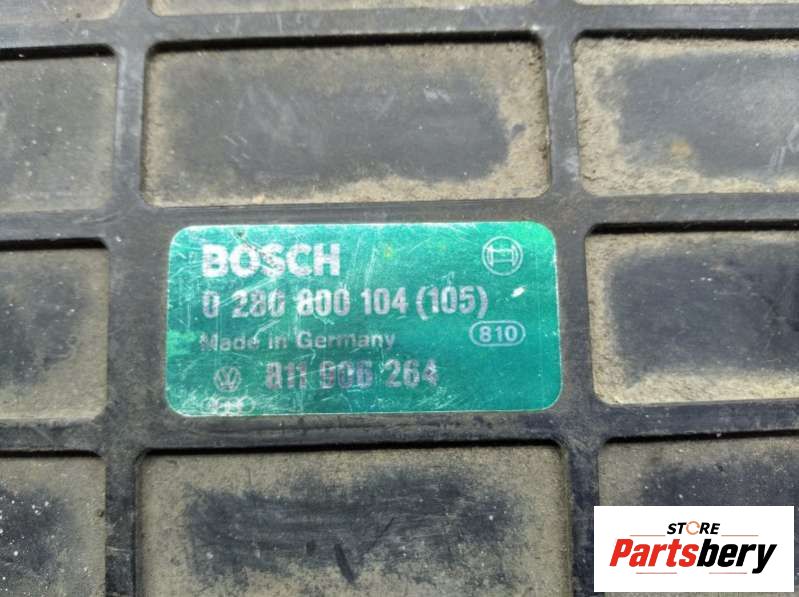 BOSCH
0 280 800 104 (105)
Made in Germany 810
811 906 264
STORE
Partsbery